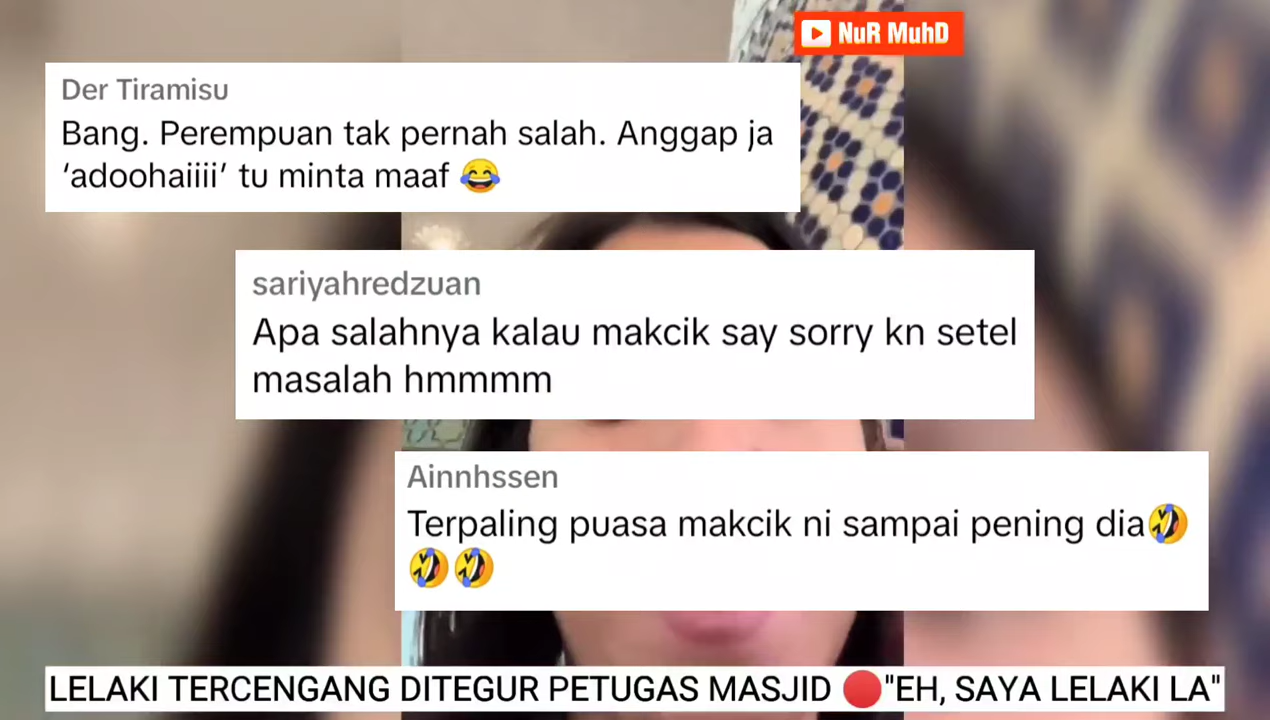 NuR MuhD
Der Tiramisu
Bang. Perempuan tak pernah salah. Anggap ja
‘adoohaiiii’ tu minta maaf 😂
sariyahredzuan
Apa salahnya kalau makcik say sorry kn setel
masalah hmmmm
Ainnhssen
Terpaling puasa makcik ni sampai pening dia🤣
🤣🤣
LELAKI TERCENGANG DITEGUR PETUGAS MASJID 🔴"EH, SAYA LELAKI LA"